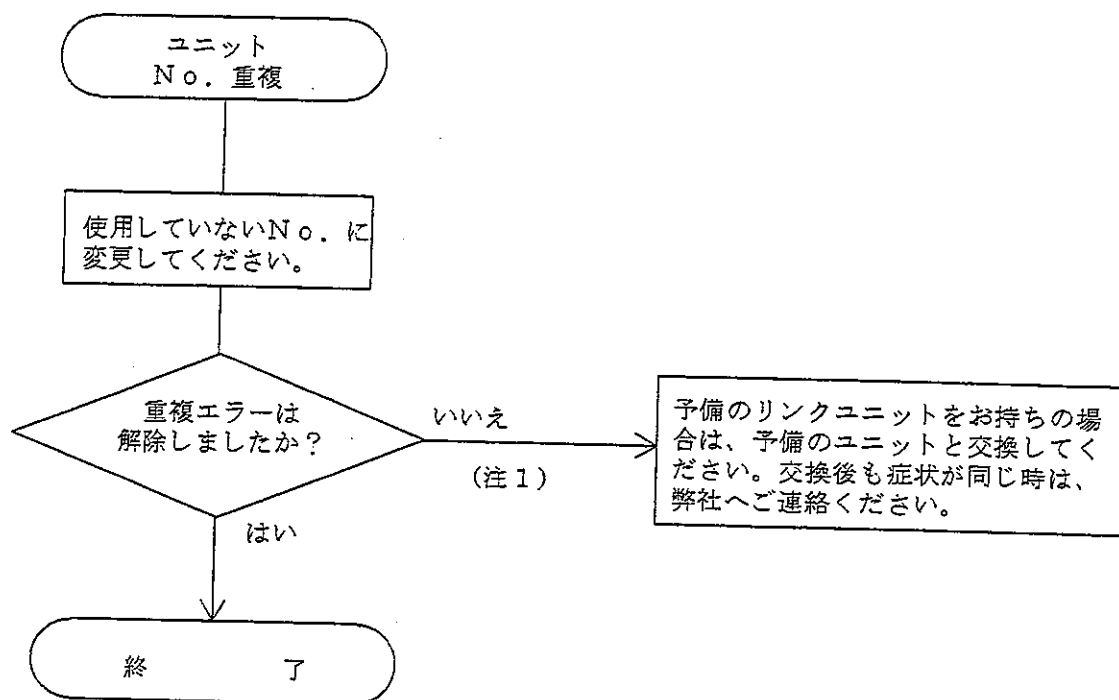 ユニット
No. 重複
使用していないNo. に
変更してください。
重複エラーは
解除しましたか?
いいえ
(注1)
はい
予備のリンクユニットをお持ちの場
合は、予備のユニットと交換してく
ださい。交換後も症状が同じ時は、
弊社へご連絡ください。
終 了